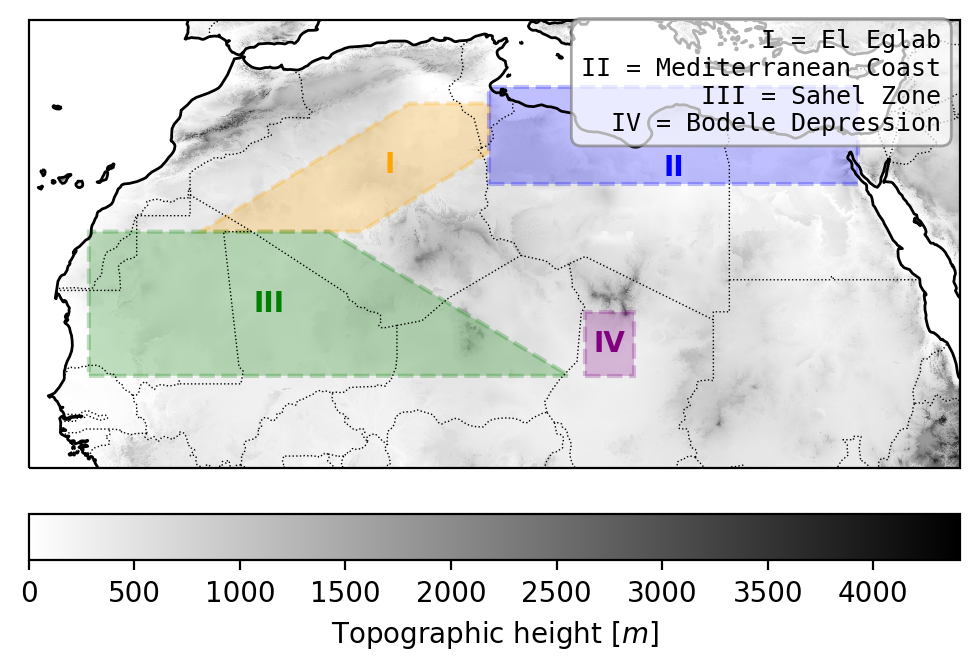 I = El Eglab
II = Mediterranean Coast
III = Sahel Zone
IV = Bodele Depression
I
II
III
IV
0 500 1000 1500 2000 2500 3000 3500 4000
Topographic height [m]